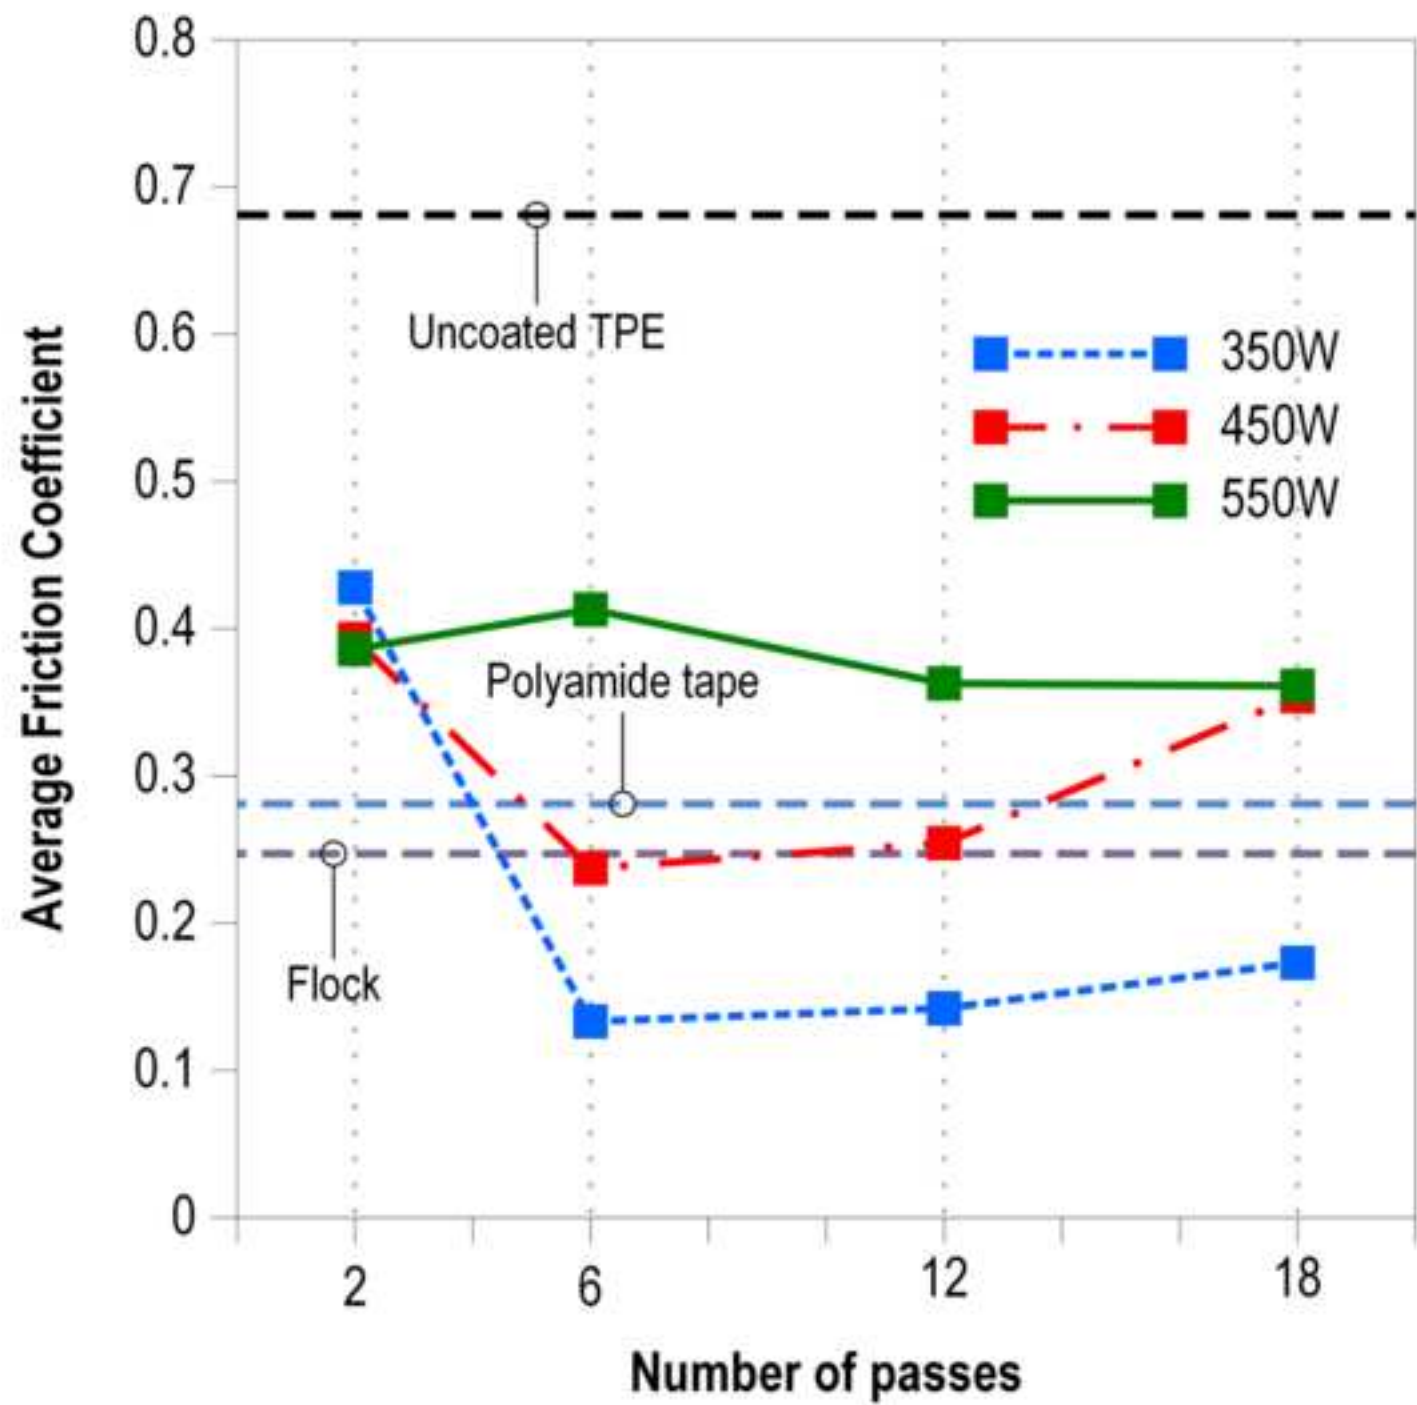 0.8
0.7
0.6
0.5
0.4
0.3
0.2
0.1
0
Average Friction Coefficient
Uncoated TPE
350W
450W
550W
Polyamide tape
Flock
2 6 12 18
Number of passes